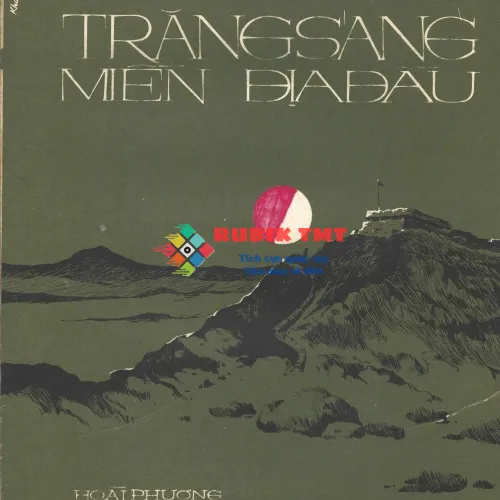 TRĂNG SÁNG
MIỀN ĐỊA ĐẦU
RUBIK TMT
HOÀI PHƯƠNG